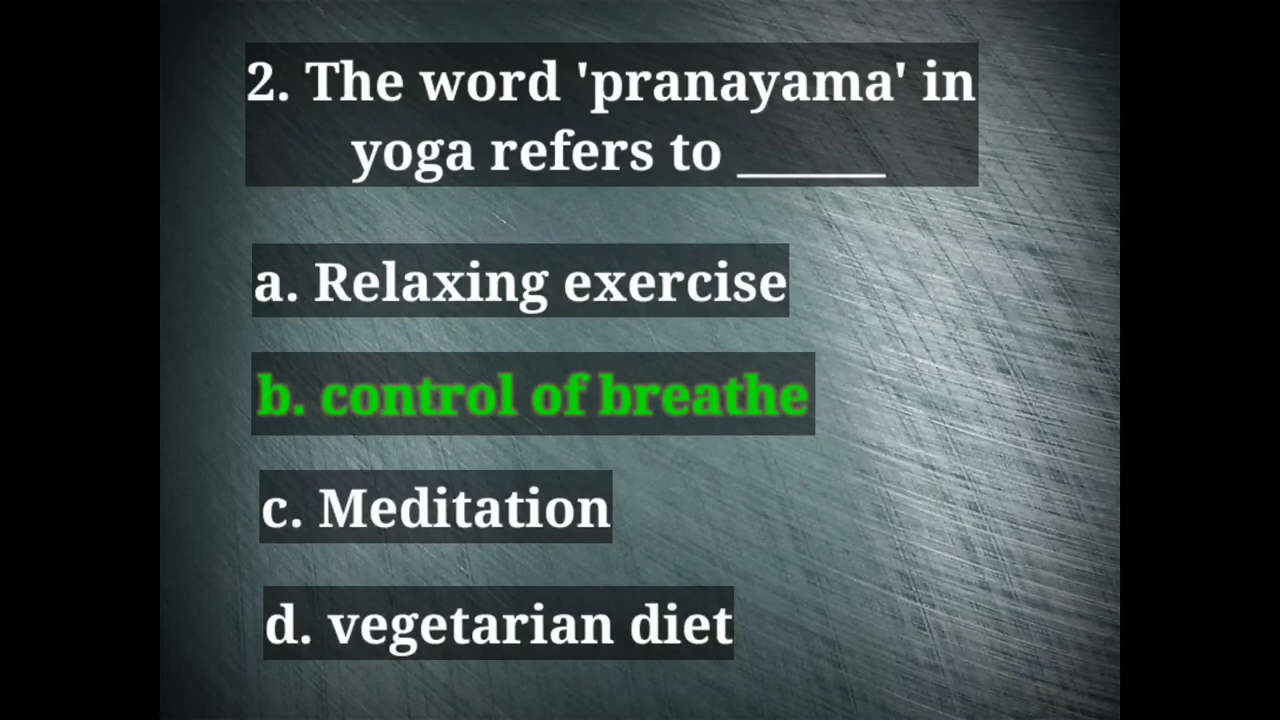 2. The word 'pranayama' in
yoga refers to ______
a. Relaxing exercise
b. control of breathe
c. Meditation
d. vegetarian diet